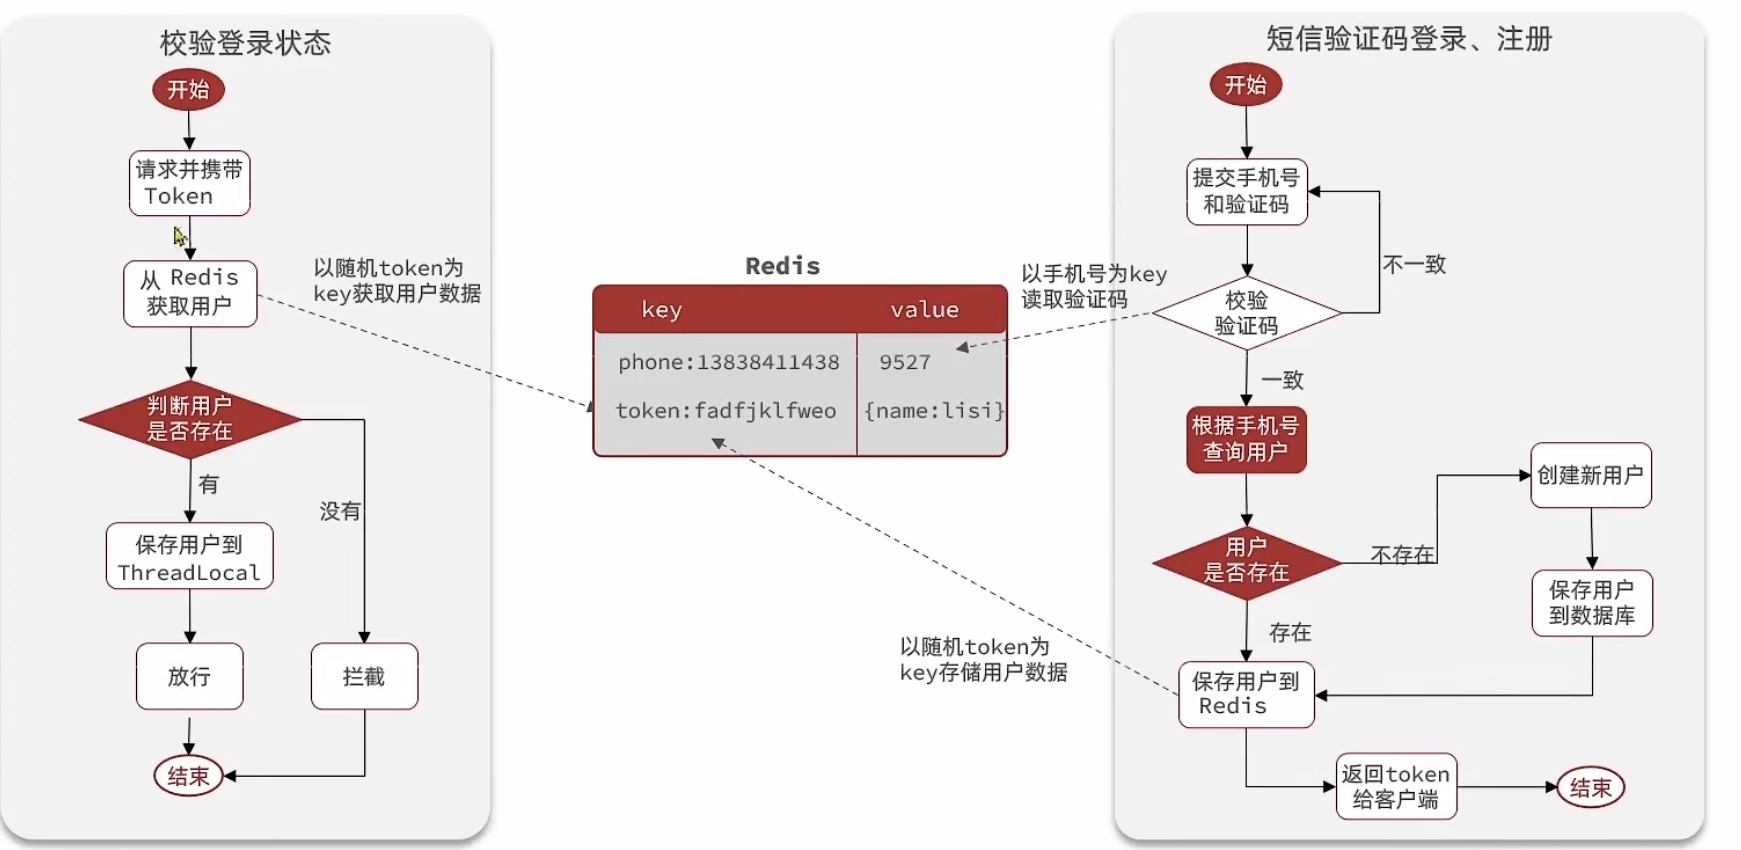 校验登录状态
开始
请求并携带
Token
从 Redis
获取用户
以随机token为
key获取用户数据
判断用户
是否存在
有
没有
保存用户到
ThreadLocal
放行
拦截
结束
Redis
key
value
phone:13838411438
9527
token:fadfjklfweo
{name:lisi}
以手机号为key
读取验证码
以随机token为
key存储用户数据
短信验证码登录、注册
开始
提交手机号
和验证码
不一致
校验
验证码
一致
根据手机号
查询用户
用户
是否存在
不存在
创建新用户
保存用户
到数据库
存在
保存用户到
Redis
返回token
给客户端
结束